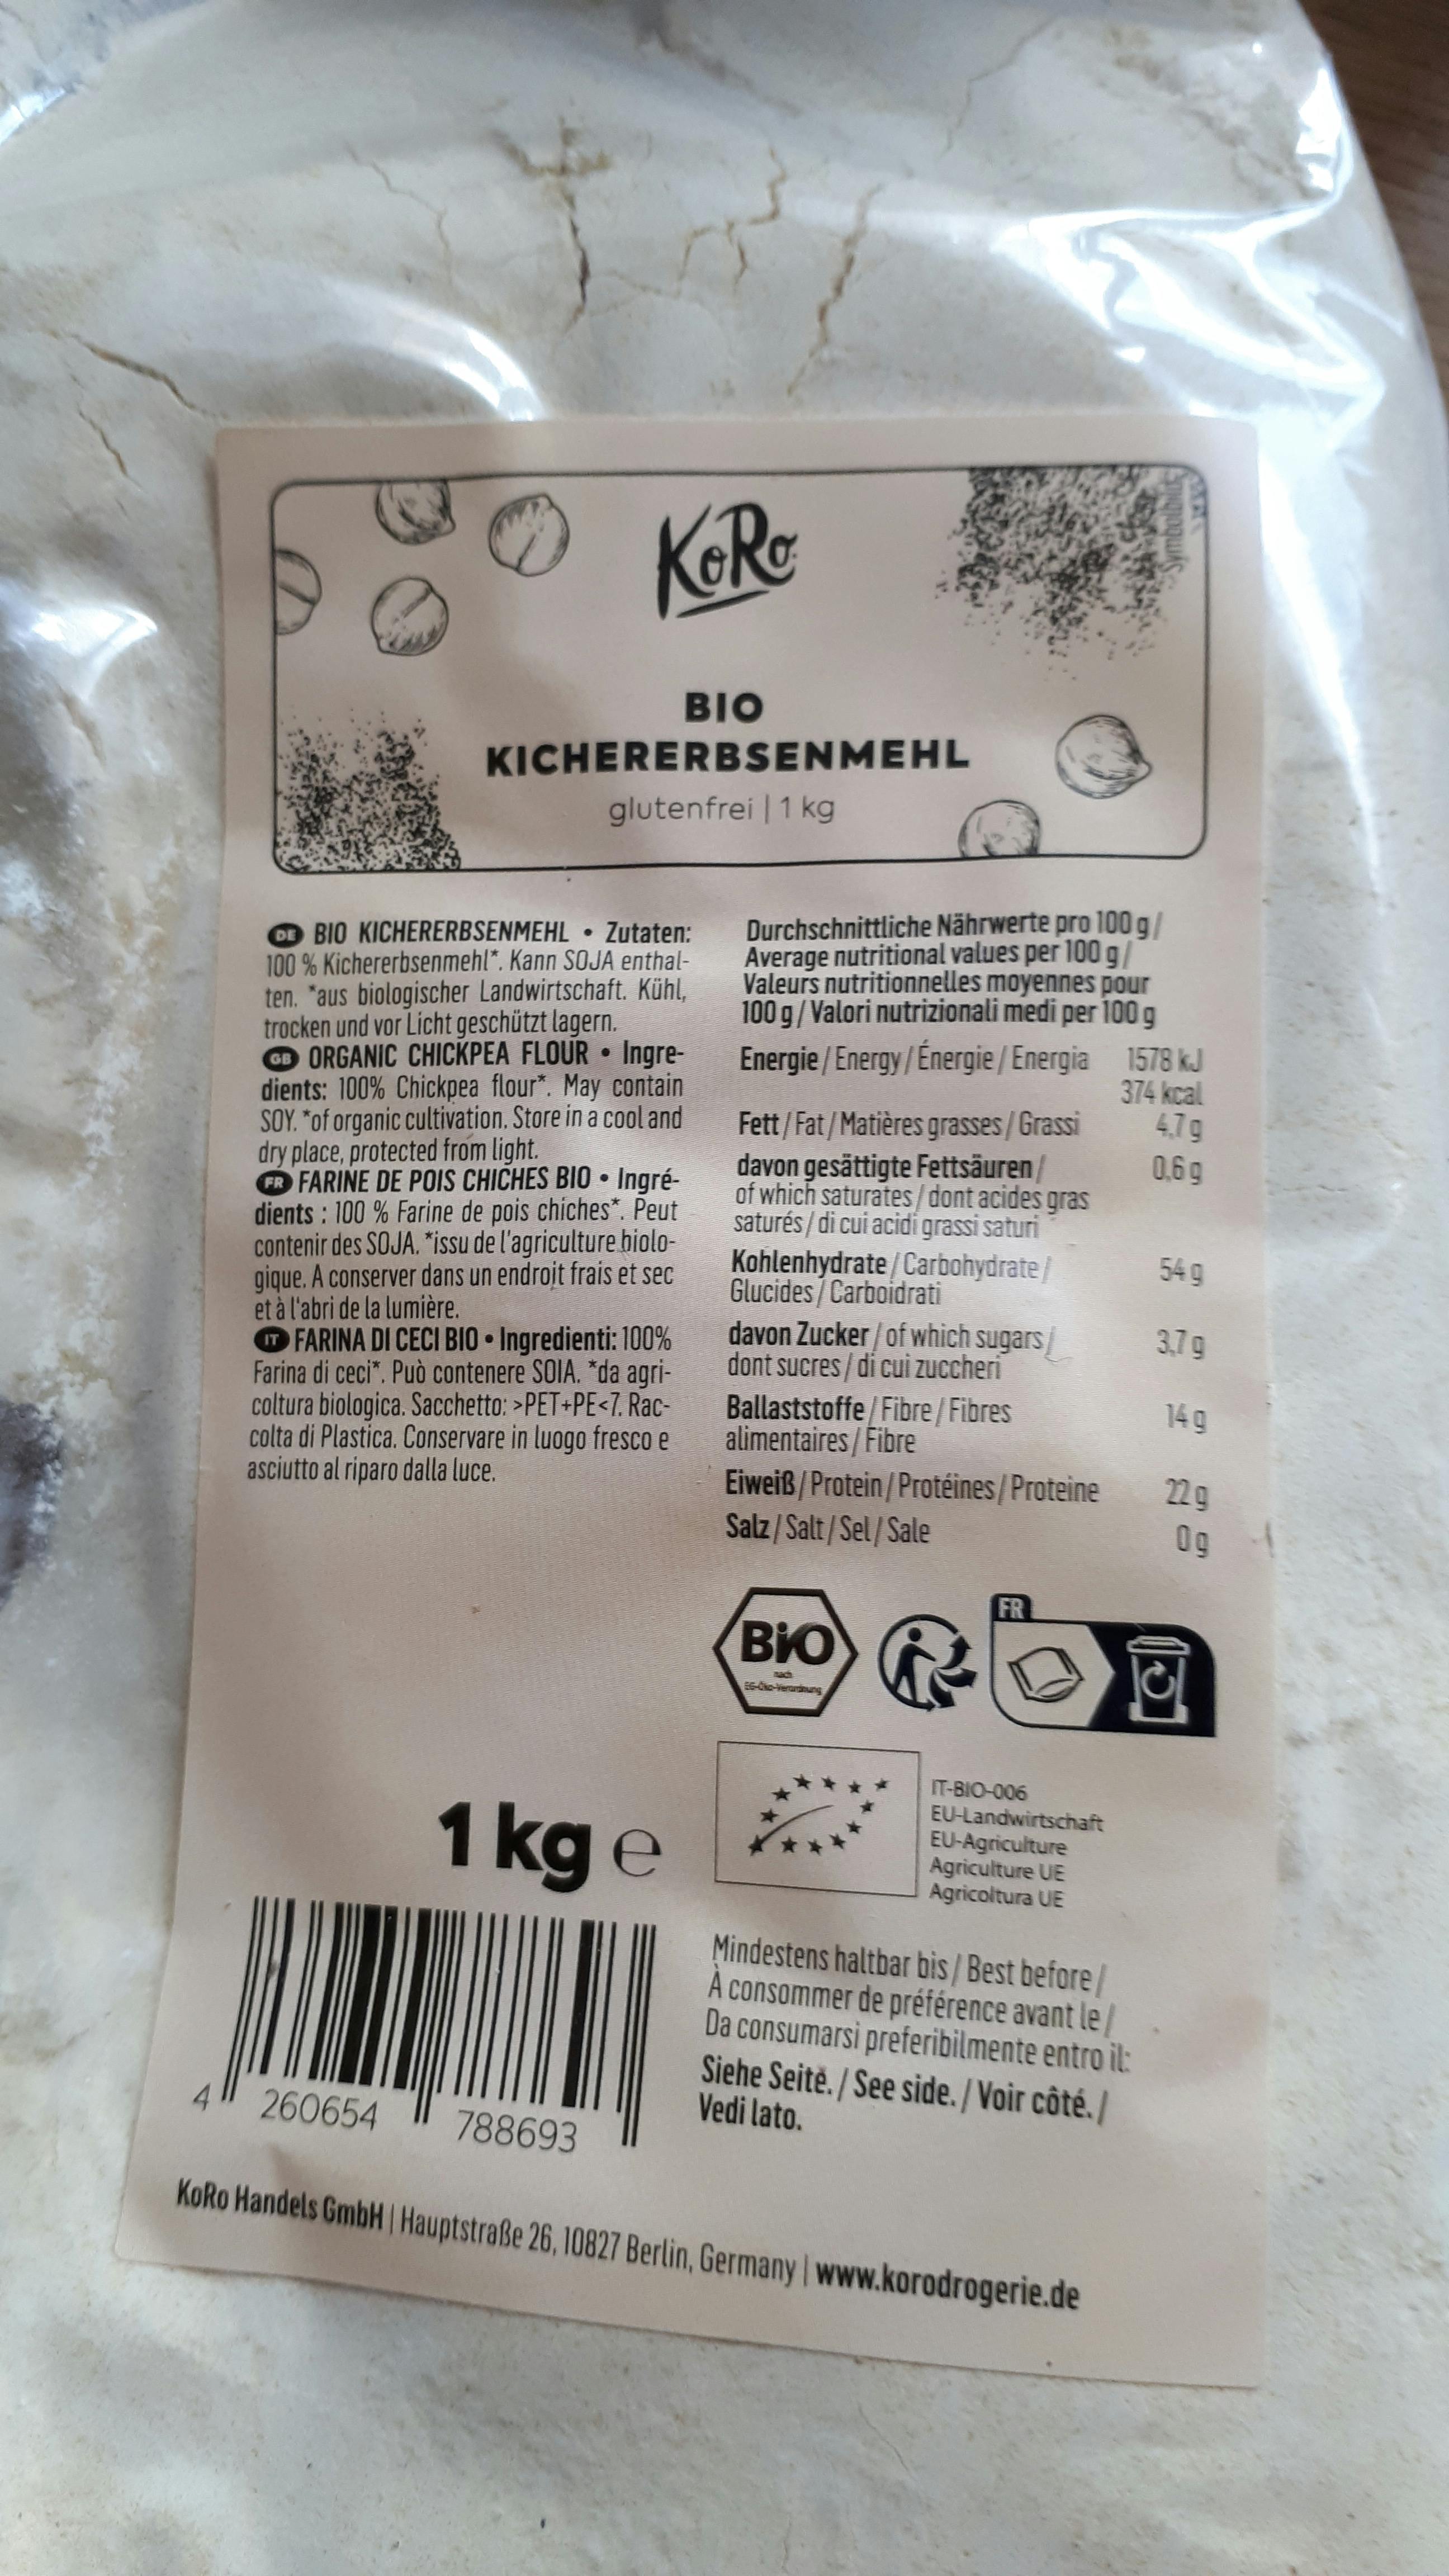 KoRo
Symbolbild
BIO
KICHERERBSENMEHL
glutenfrei | 1 kg
DE BIO KICHERERBSENMEHL • Zutaten:
100 % Kichererbsenmehl*. Kann SOJA enthal-
ten. *aus biologischer Landwirtschaft. Kühl,
trocken und vor Licht geschützt lagern.
GB ORGANIC CHICKPEA FLOUR • Ingre-
dients: 100% Chickpea flour*. May contain
SOY. *of organic cultivation. Store in a cool and
dry place, protected from light.
FR FARINE DE POIS CHICHES BIO • Ingré-
dients : 100 % Farine de pois chiches*. Peut
contenir des SOJA. *issu de l'agriculture biolo-
gique. A conserver dans un endroit frais et sec
et à l'abri de la lumière.
IT FARINA DI CECI BIO • Ingredienti: 100%
Farina di ceci*. Può contenere SOIA. *da agri-
coltura biologica. Sacchetto: >PET+PE<7. Rac-
colta di Plastica. Conservare in luogo fresco e
asciutto al riparo dalla luce.
Durchschnittliche Nährwerte pro 100 g /
Average nutritional values per 100 g /
Valeurs nutritionnelles moyennes pour
100 g / Valori nutrizionali medi per 100 g
Energie / Energy / Énergie / Energia 1578 kJ
374 kcal
Fett / Fat / Matières grasses / Grassi 4,7 g
davon gesättigte Fettsäuren / 0,6 g
of which saturates / dont acides gras
saturés / di cui acidi grassi saturi
Kohlenhydrate / Carbohydrate / 54 g
Glucides / Carboidrati
davon Zucker / of which sugars / 3,7 g
dont sucres / di cui zuccheri
Ballaststoffe / Fibre / Fibres 14 g
alimentaires / Fibre
Eiweiß / Protein / Protéines / Proteine 22 g
Salz / Salt / Sel / Sale 0 g
BiO
nach
EG-Öko-Verordnung
FR
1 kg e
IT-BIO-006
EU-Landwirtschaft
EU-Agriculture
Agriculture UE
Agricoltura UE
Mindestens haltbar bis / Best before /
À consommer de préférence avant le /
Da consumarsi preferibilmente entro il:
Siehe Seite. / See side. / Voir côté. /
Vedi lato.
4 260654 788693
KoRo Handels GmbH | Hauptstraße 26, 10827 Berlin, Germany | www.korodrogerie.de